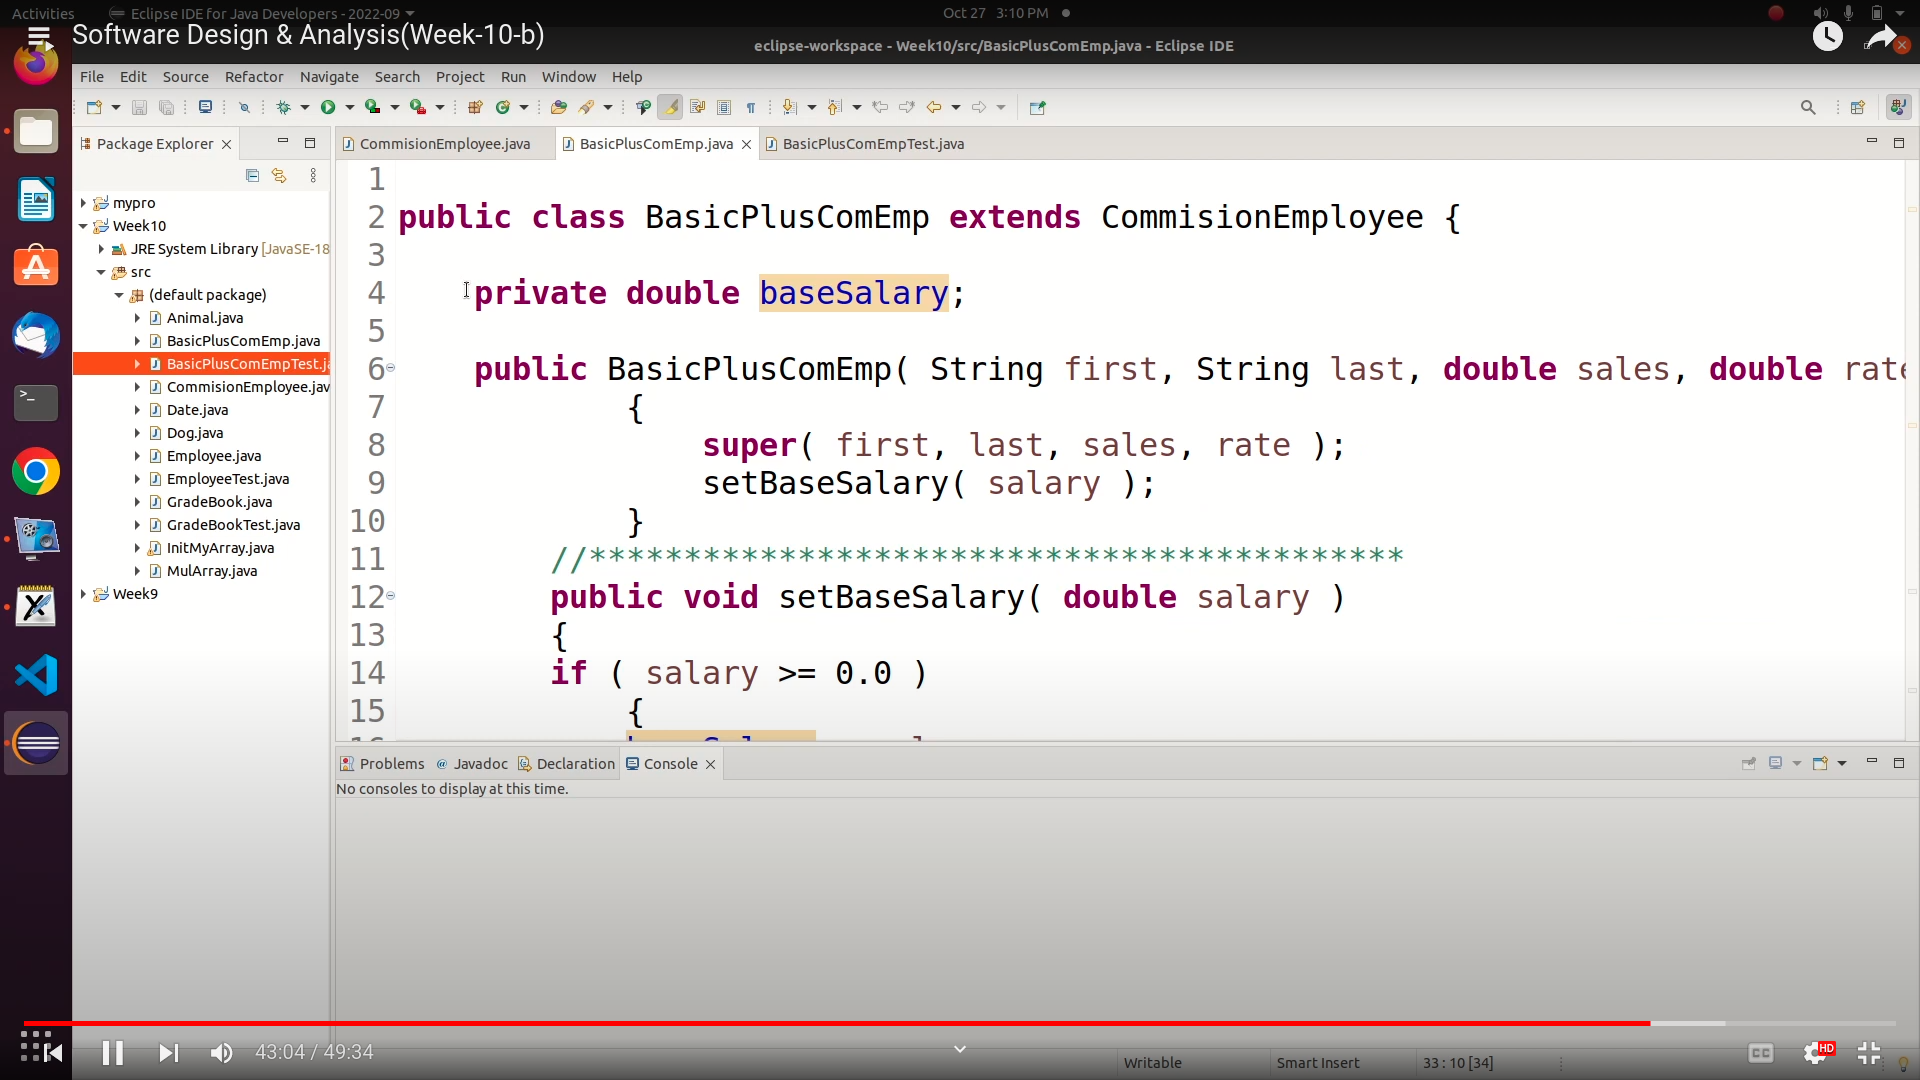 Activities
Eclipse IDE for Java Developers - 2022-09
Oct 27 3:10 PM
Software Design & Analysis(Week-10-b)
eclipse-workspace - Week10/src/BasicPlusComEmp.java - Eclipse IDE
File Edit Source Refactor Navigate Search Project Run Window Help
Package Explorer
CommisionEmployee.java
BasicPlusComEmp.java
BasicPlusComEmpTest.java
mypro
Week10
JRE System Library [JavaSE-18
src
(default package)
Animal.java
BasicPlusComEmp.java
BasicPlusComEmpTest.ja
CommisionEmployee.jav
Date.java
Dog.java
Employee.java
EmployeeTest.java
GradeBook.java
GradeBookTest.java
InitMyArray.java
MulArray.java
Week9
1
2 public class BasicPlusComEmp extends CommisionEmployee {
3
4 private double baseSalary;
5
6 public BasicPlusComEmp( String first, String last, double sales, double rate
7 {
8 super( first, last, sales, rate );
9 setBaseSalary( salary );
10 }
11 //*******************************************
12 public void setBaseSalary( double salary )
13 {
14 if ( salary >= 0.0 )
15 {
Problems
Javadoc
Declaration
Console
No consoles to display at this time.
43:04 / 49:34
CC
HD
Writable
Smart Insert
33 : 10 [34]